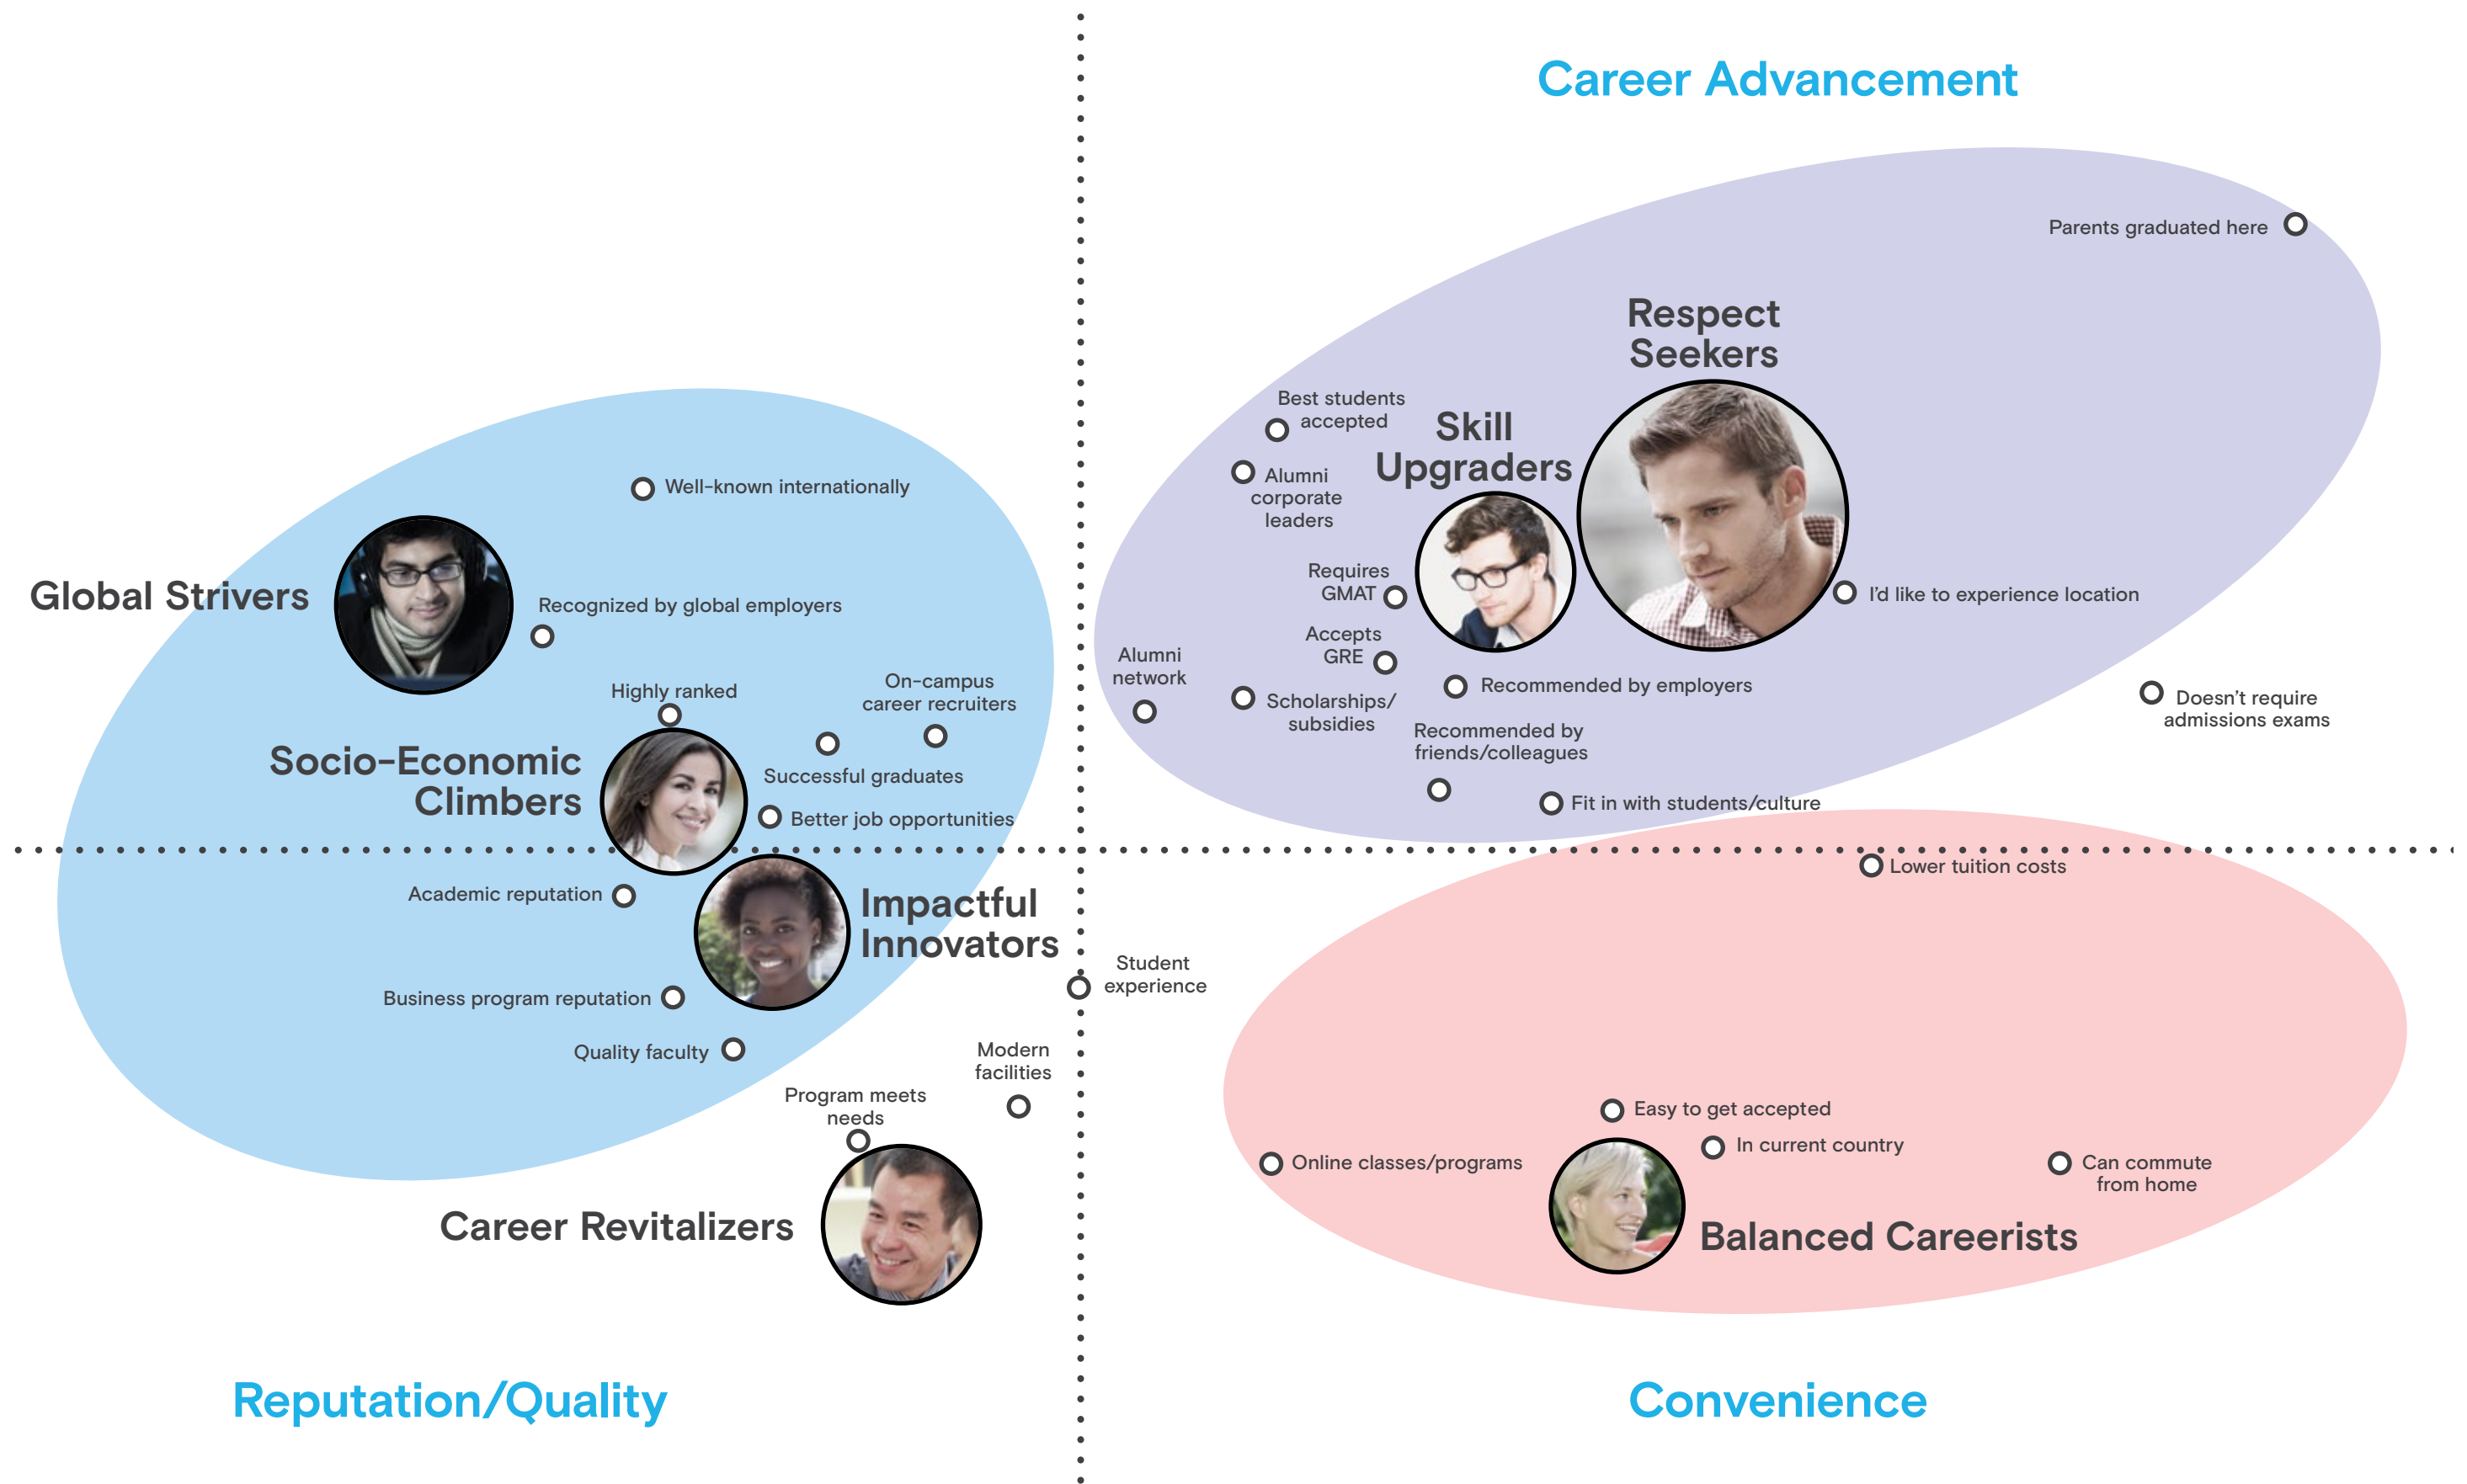 Career Advancement
Parents graduated here
Respect
Seekers
Best students
accepted
Skill
Upgraders
Alumni
corporate
leaders
Well-known internationally
Global Strivers
Recognized by global employers
Requires
GMAT
I’d like to experience location
Accepts
GRE
Alumni
network
Highly ranked
On-campus
career recruiters
Scholarships/
subsidies
Recommended by employers
Doesn’t require
admissions exams
Recommended by
friends/colleagues
Socio-Economic
Climbers
Successful graduates
Better job opportunities
Fit in with students/culture
Lower tuition costs
Academic reputation
Impactful
Innovators
Student
experience
Business program reputation
Quality faculty
Modern
facilities
Program meets
needs
Easy to get accepted
In current country
Online classes/programs
Can commute
from home
Career Revitalizers
Balanced Careerists
Reputation/Quality
Convenience